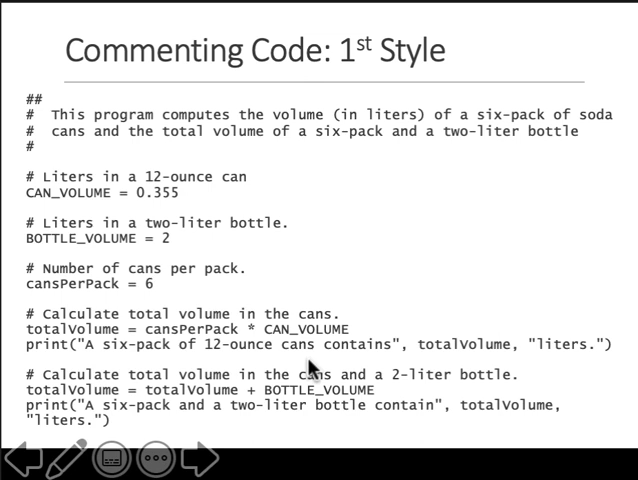 Commenting Code: 1st Style
##
# This program computes the volume (in liters) of a six-pack of soda
# cans and the total volume of a six-pack and a two-liter bottle
#
# Liters in a 12-ounce can
CAN_VOLUME = 0.355
# Liters in a two-liter bottle.
BOTTLE_VOLUME = 2
# Number of cans per pack.
cansPerPack = 6
# Calculate total volume in the cans.
totalVolume = cansPerPack * CAN_VOLUME
print("A six-pack of 12-ounce cans contains", totalVolume, "liters.")
# Calculate total volume in the cans and a 2-liter bottle.
totalVolume = totalVolume + BOTTLE_VOLUME
print("A six-pack and a two-liter bottle contain", totalVolume,
"liters.")